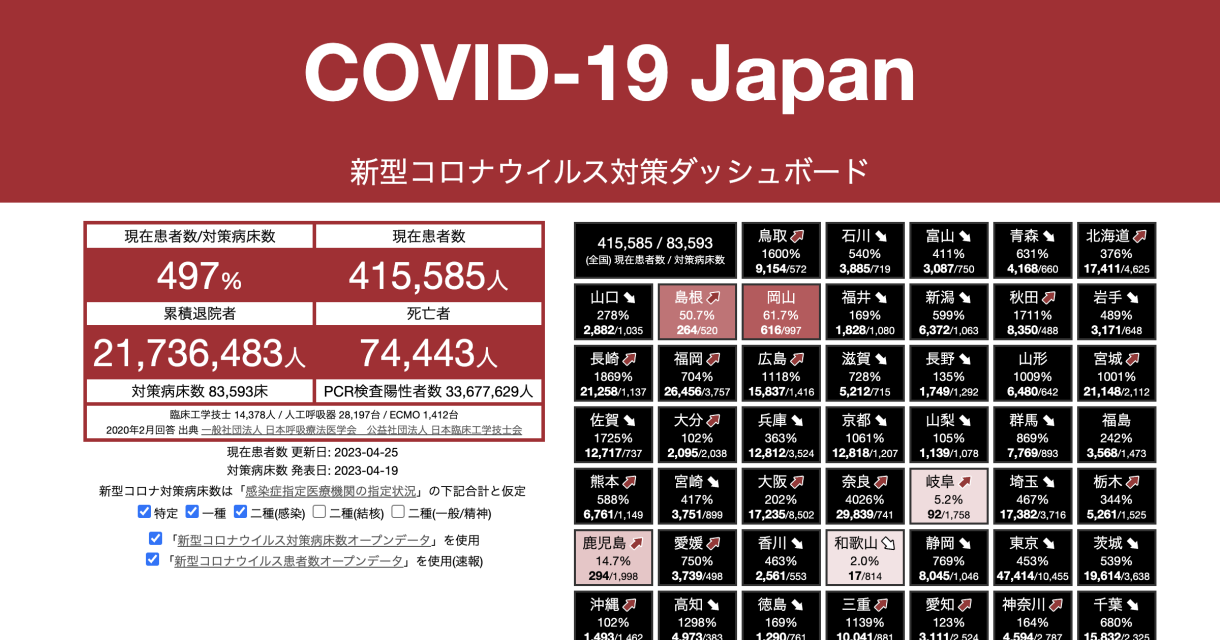 COVID-19 Japan
新型コロナウイルス対策ダッシュボード
現在患者数/対策病床数
現在患者数
497%
415,585人
累積退院者
死亡者
21,736,483人
74,443人
対策病床数 83,593床
PCR検査陽性者数 33,677,629人
臨床工学技士 14,378人 / 人工呼吸器 28,197台 / ECMO 1,412台
2020年2月回答 出典 一般社団法人 日本呼吸療法医学会　公益社団法人 日本臨床工学技士会
現在患者数 更新日: 2023-04-25
対策病床数 発表日: 2023-04-19
新型コロナ対策病床数は「感染症指定医療機関の指定状況」の下記合計と仮定
特定 一種 二種(感染) 二種(結核) 二種(一般/精神)
「新型コロナウイルス対策病床数オープンデータ」を使用
「新型コロナウイルス患者数オープンデータ」を使用(速報)
415,585 / 83,593
(全国) 現在患者数 / 対策病床数
鳥取
1600%
9,154/572
石川
540%
3,885/719
富山
411%
3,087/750
青森
631%
4,168/660
北海道
376%
17,411/4,625
山口
278%
2,882/1,035
島根
50.7%
264/520
岡山
61.7%
616/997
福井
169%
1,828/1,080
新潟
599%
6,372/1,063
秋田
1711%
8,350/488
岩手
489%
3,171/648
長崎
1869%
21,258/1,137
福岡
704%
26,456/3,757
広島
1118%
15,837/1,416
滋賀
728%
5,212/715
長野
135%
1,749/1,292
山形
1009%
6,480/642
宮城
1001%
21,148/2,112
佐賀
1725%
12,717/737
大分
102%
2,095/2,038
兵庫
363%
12,812/3,524
京都
1061%
12,818/1,207
山梨
105%
1,139/1,078
群馬
869%
7,769/893
福島
242%
3,568/1,473
熊本
588%
6,761/1,149
宮崎
417%
3,751/899
大阪
202%
17,235/8,502
奈良
4026%
29,839/741
岐阜
5.2%
92/1,758
埼玉
467%
17,382/3,716
栃木
344%
5,261/1,525
鹿児島
14.7%
294/1,998
愛媛
750%
3,739/498
香川
463%
2,561/553
和歌山
2.0%
17/814
静岡
769%
8,045/1,046
東京
453%
47,414/10,455
茨城
539%
19,614/3,638
沖縄
102%
1,493/1,462
高知
1298%
4,973/383
徳島
169%
1,290/761
三重
1139%
10,041/881
愛知
123%
3,111/2,524
神奈川
164%
4,594/2,787
千葉
680%
15,832/2,325